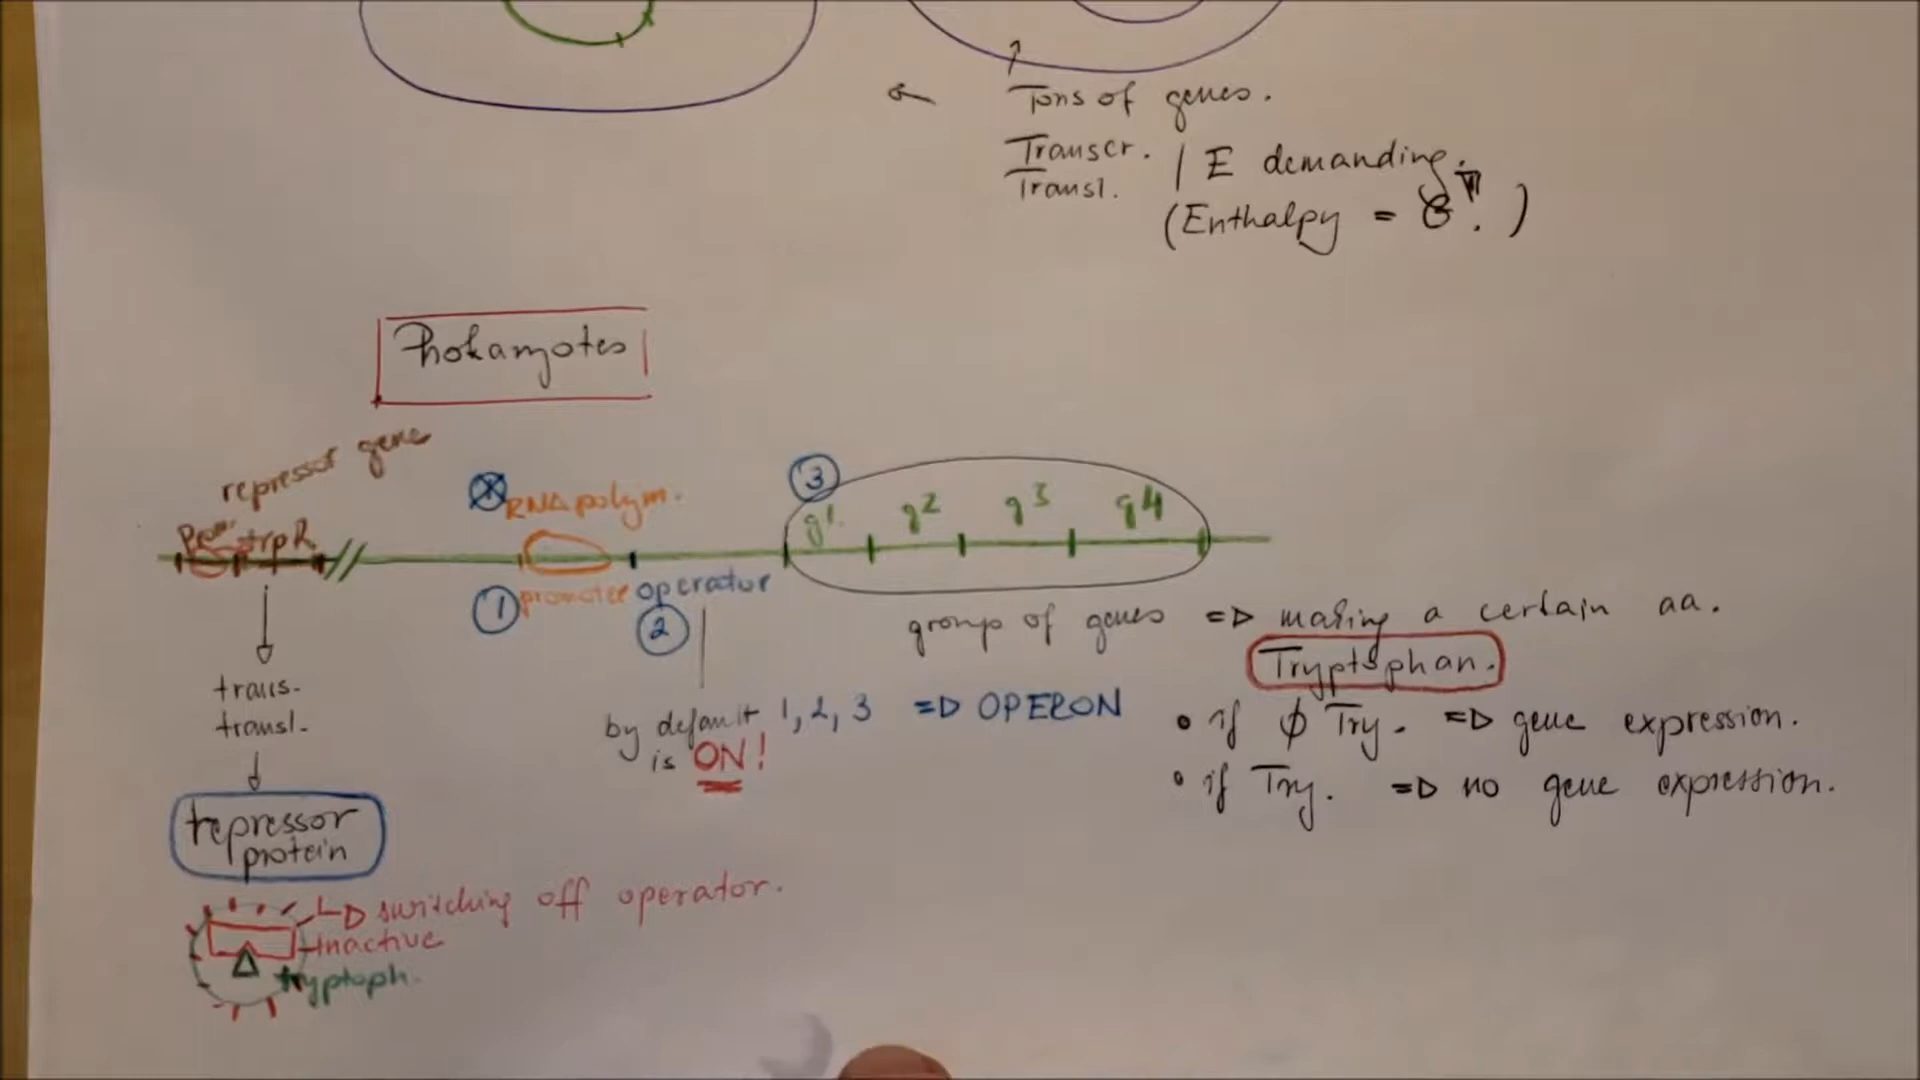 Tons of genes.
Transcr.
Transl.
E demanding.
(Enthalpy =
Prokaryotes
repressor gene
Prom. trpR
RNA polym.
1 promoter
operator
2
3
g1. g2 g3 g4
group of genes => making a certain aa.
Tryptophan.
• if ϕ Try. => gene expression.
• if Try. => no gene expression.
by default
is ON!
1, 2, 3 => OPERON
trans.
transl.
repressor
protein
switching off operator.
Inactive
tryptoph.